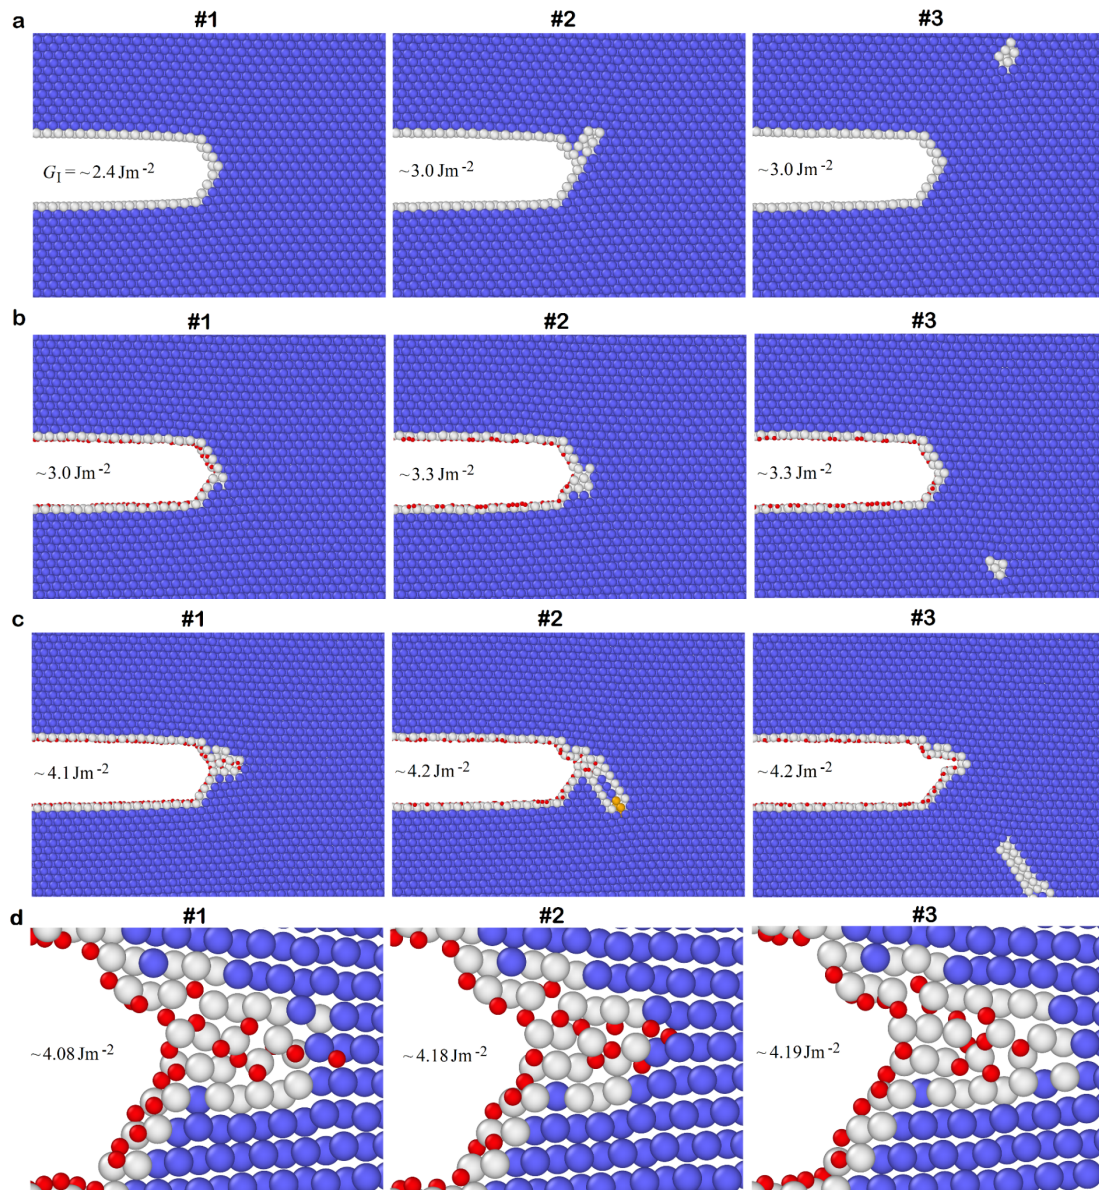 a
#1 #2 #3
G_I = ~2.4 Jm⁻² ~3.0 Jm⁻² ~3.0 Jm⁻²
b
#1 #2 #3
~3.0 Jm⁻² ~3.3 Jm⁻² ~3.3 Jm⁻²
c
#1 #2 #3
~4.1 Jm⁻² ~4.2 Jm⁻² ~4.2 Jm⁻²
d
#1 #2 #3
~4.08 Jm⁻² ~4.18 Jm⁻² ~4.19 Jm⁻²